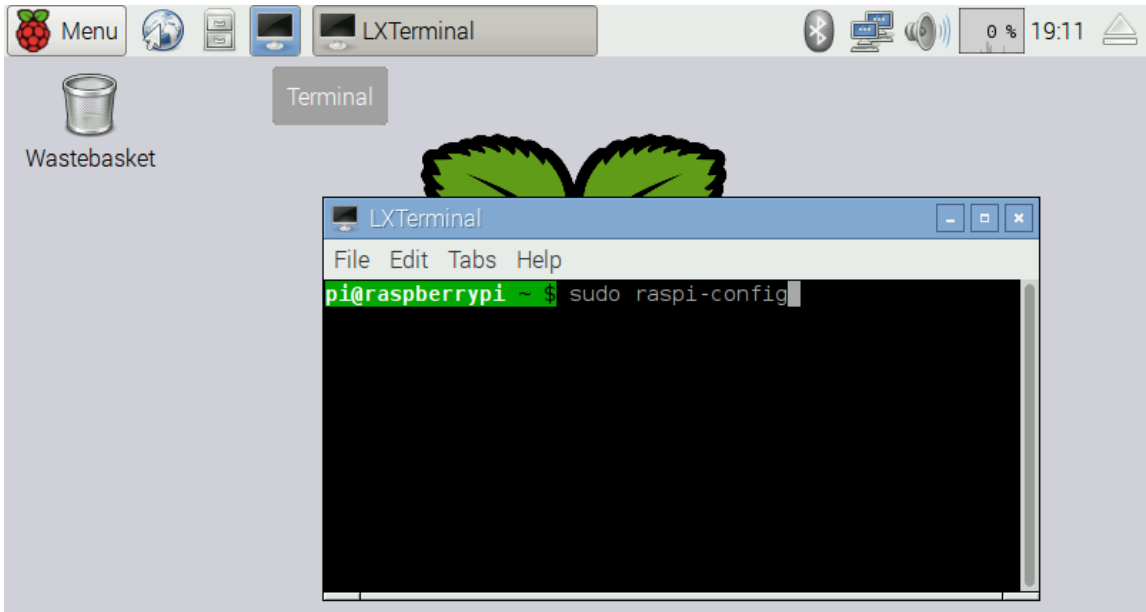 Menu LXTerminal 0 % 19:11
Terminal
Wastebasket
LXTerminal
File Edit Tabs Help
pi@raspberrypi ~ $ sudo raspi-config